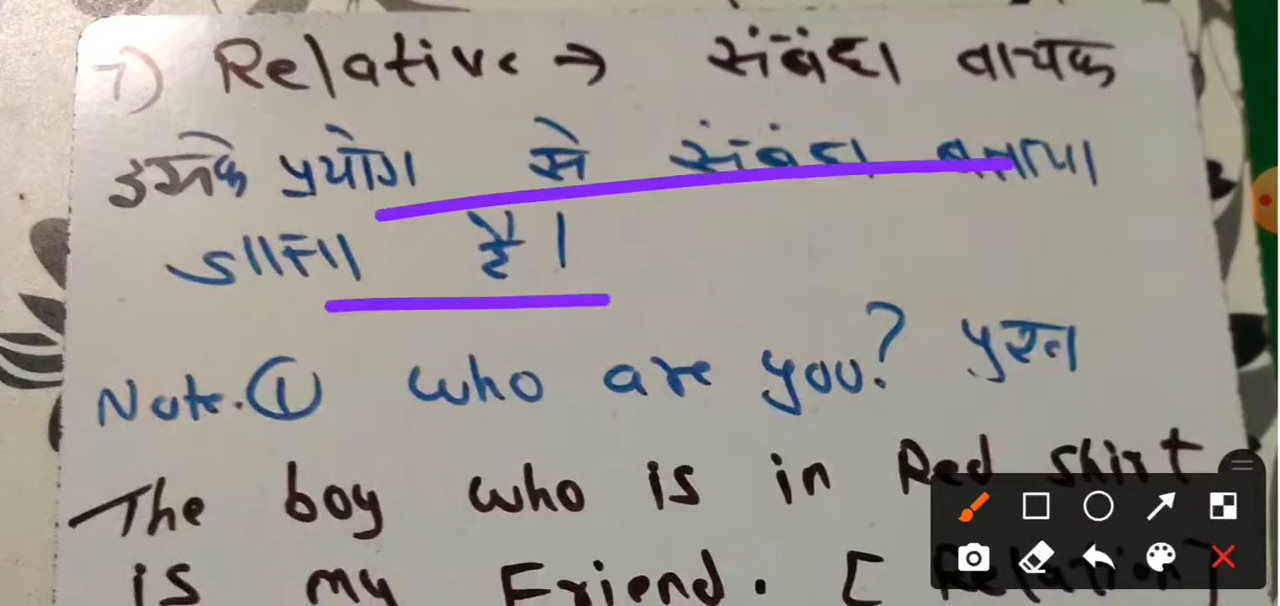 7) Relative → संबंध वाचक
इसके प्रयोग से संबंध बताया
जाता है।
Note. ① who are you? प्रश्न
The boy who is in Red shirt
is my Friend. [Relation]